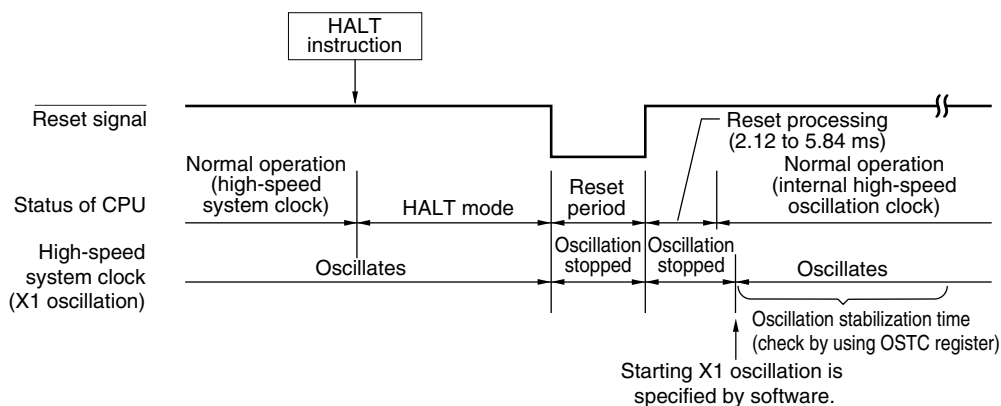 HALT
instruction
Reset signal
Reset processing
(2.12 to 5.84 ms)
Normal operation
(high-speed
system clock)
Status of CPU
HALT mode
Reset
period
Normal operation
(internal high-speed
oscillation clock)
High-speed
system clock
(X1 oscillation)
Oscillates
Oscillation
stopped
Oscillation
stopped
Oscillates
Oscillation stabilization time
(check by using OSTC register)
Starting X1 oscillation is
specified by software.